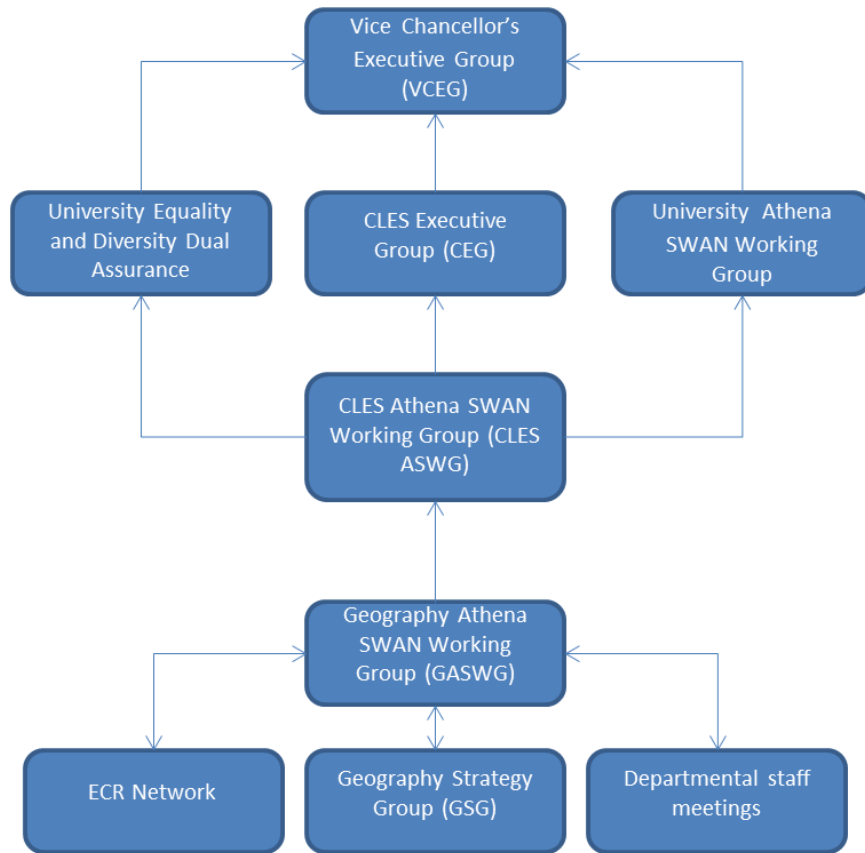 Vice Chancellor's
Executive Group
(VCEG)
University Equality
and Diversity Dual
Assurance
CLES Executive
Group (CEG)
University Athena
SWAN Working
Group
CLES Athena SWAN
Working Group (CLES
ASWG)
Geography Athena
SWAN Working
Group (GASWG)
ECR Network
Geography Strategy
Group (GSG)
Departmental staff
meetings